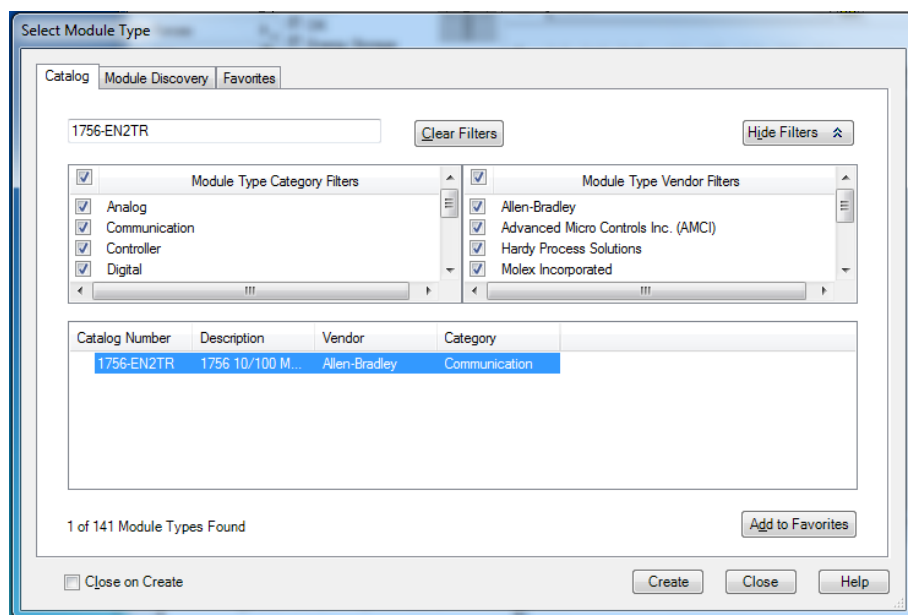 Select Module Type
Catalog Module Discovery Favorites
1756-EN2TR Clear Filters Hide Filters
Module Type Category Filters Module Type Vendor Filters
Analog Allen-Bradley
Communication Advanced Micro Controls Inc. (AMCI)
Controller Hardy Process Solutions
Digital Molex Incorporated
Catalog Number Description Vendor Category
1756-EN2TR 1756 10/100 M... Allen-Bradley Communication
1 of 141 Module Types Found Add to Favorites
Close on Create Create Close Help